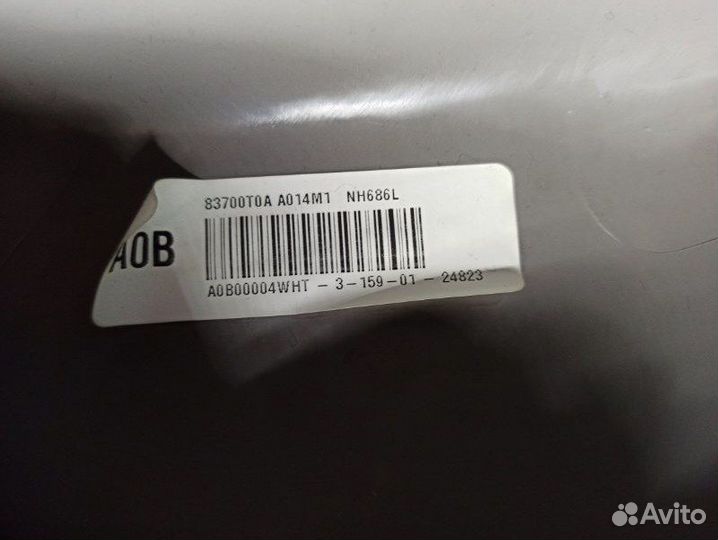 83700T0A A014M1 NH686L
A0B
A0B00004WHT - 3-159-01 - 24823
Avito